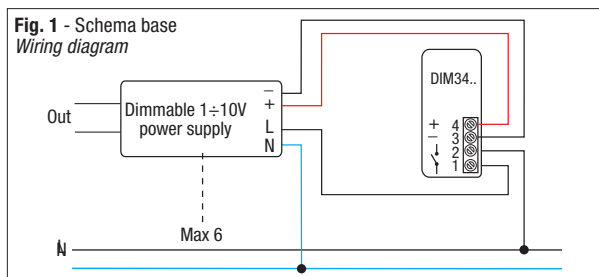 Fig. 1 - Schema base
Wiring diagram
DIM34..
Out
Dimmable 1÷10V
power supply
–
+
L
N
+ 4
– 3
2
1
Max 6
L
N